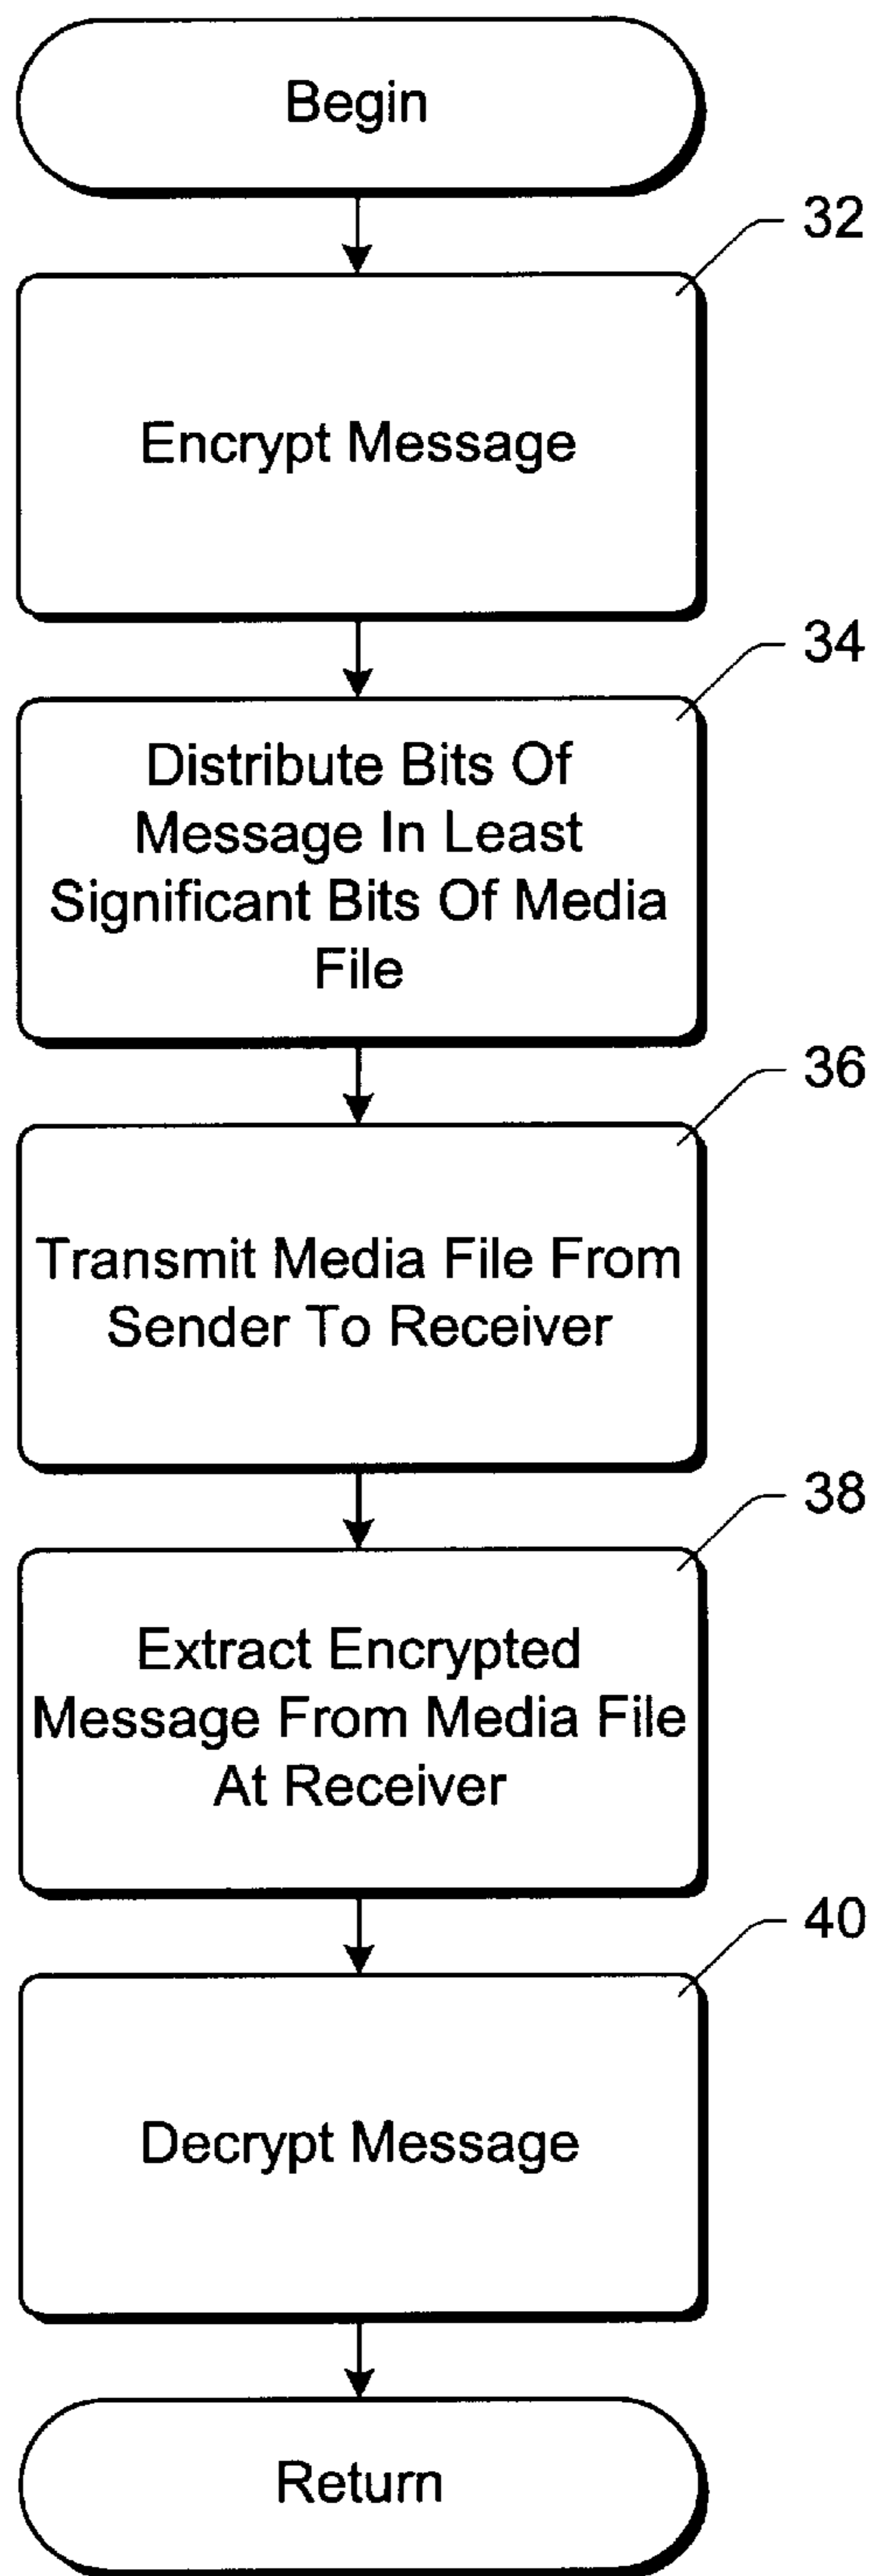 Begin
32
Encrypt Message
34
Distribute Bits Of
Message In Least
Significant Bits Of Media
File
36
Transmit Media File From
Sender To Receiver
38
Extract Encrypted
Message From Media File
At Receiver
40
Decrypt Message
Return